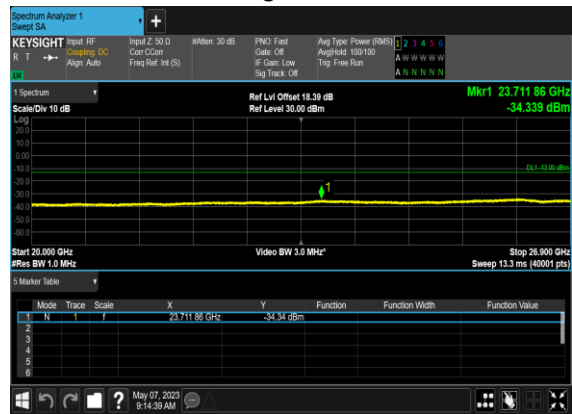 Spectrum Analyzer 1
Swept SA
+
KEYSIGHT Input: RF Input Z: 50 Ω #Atten: 30 dB PNO: Fast Avg Type: Power (RMS) 1 2 3 4 5 6
R T Coupling: DC Corr CCorr Gate: Off Avg|Hold: 100/100 A W W W W W
Align: Auto Freq Ref: Int (S) IF Gain: Low Trig: Free Run
Sig Track: Off A N N N N N
1 Spectrum Ref Lvl Offset 18.39 dB Mkr1 23.711 86 GHz
Scale/Div 10 dB Ref Level 30.00 dBm -34.339 dBm
Log
20.0
10.0
0.00
-10.0 DL1 -13.00 dBm
-20.0
-30.0 1
-40.0
-50.0
-60.0
Start 20.000 GHz Video BW 3.0 MHz* Stop 26.900 GHz
#Res BW 1.0 MHz Sweep 13.3 ms (40001 pts)
5 Marker Table
Mode Trace Scale X Y Function Function Width Function Value
1 N 1 f 23.711 86 GHz -34.34 dBm
2
3
4
5
6
? May 07, 2023
9:14:39 AM